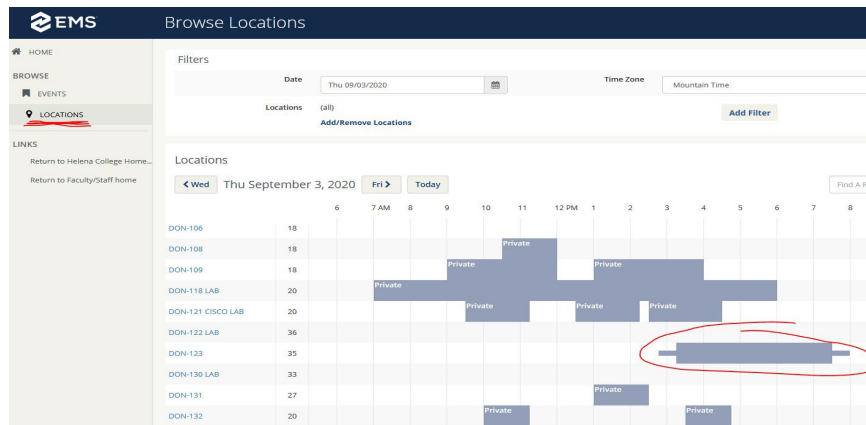 EMS
Browse Locations
HOME
BROWSE
EVENTS
LOCATIONS
LINKS
Return to Helena College Home...
Return to Faculty/Staff home
Filters
Date
Thu 09/03/2020
Time Zone
Mountain Time
Locations
(all)
Add/Remove Locations
Add Filter
Locations
Wed
Thu September 3, 2020
Fri
Today
Find A R
6 7 AM 8 9 10 11 12 PM 1 2 3 4 5 6 7 8
DON-106 18
DON-108 18 Private
DON-109 18 Private Private
DON-118 LAB 20 Private
DON-121 CISCO LAB 20 Private Private Private
DON-122 LAB 36
DON-123 35
DON-130 LAB 33
DON-131 27 Private
DON-132 20 Private Private